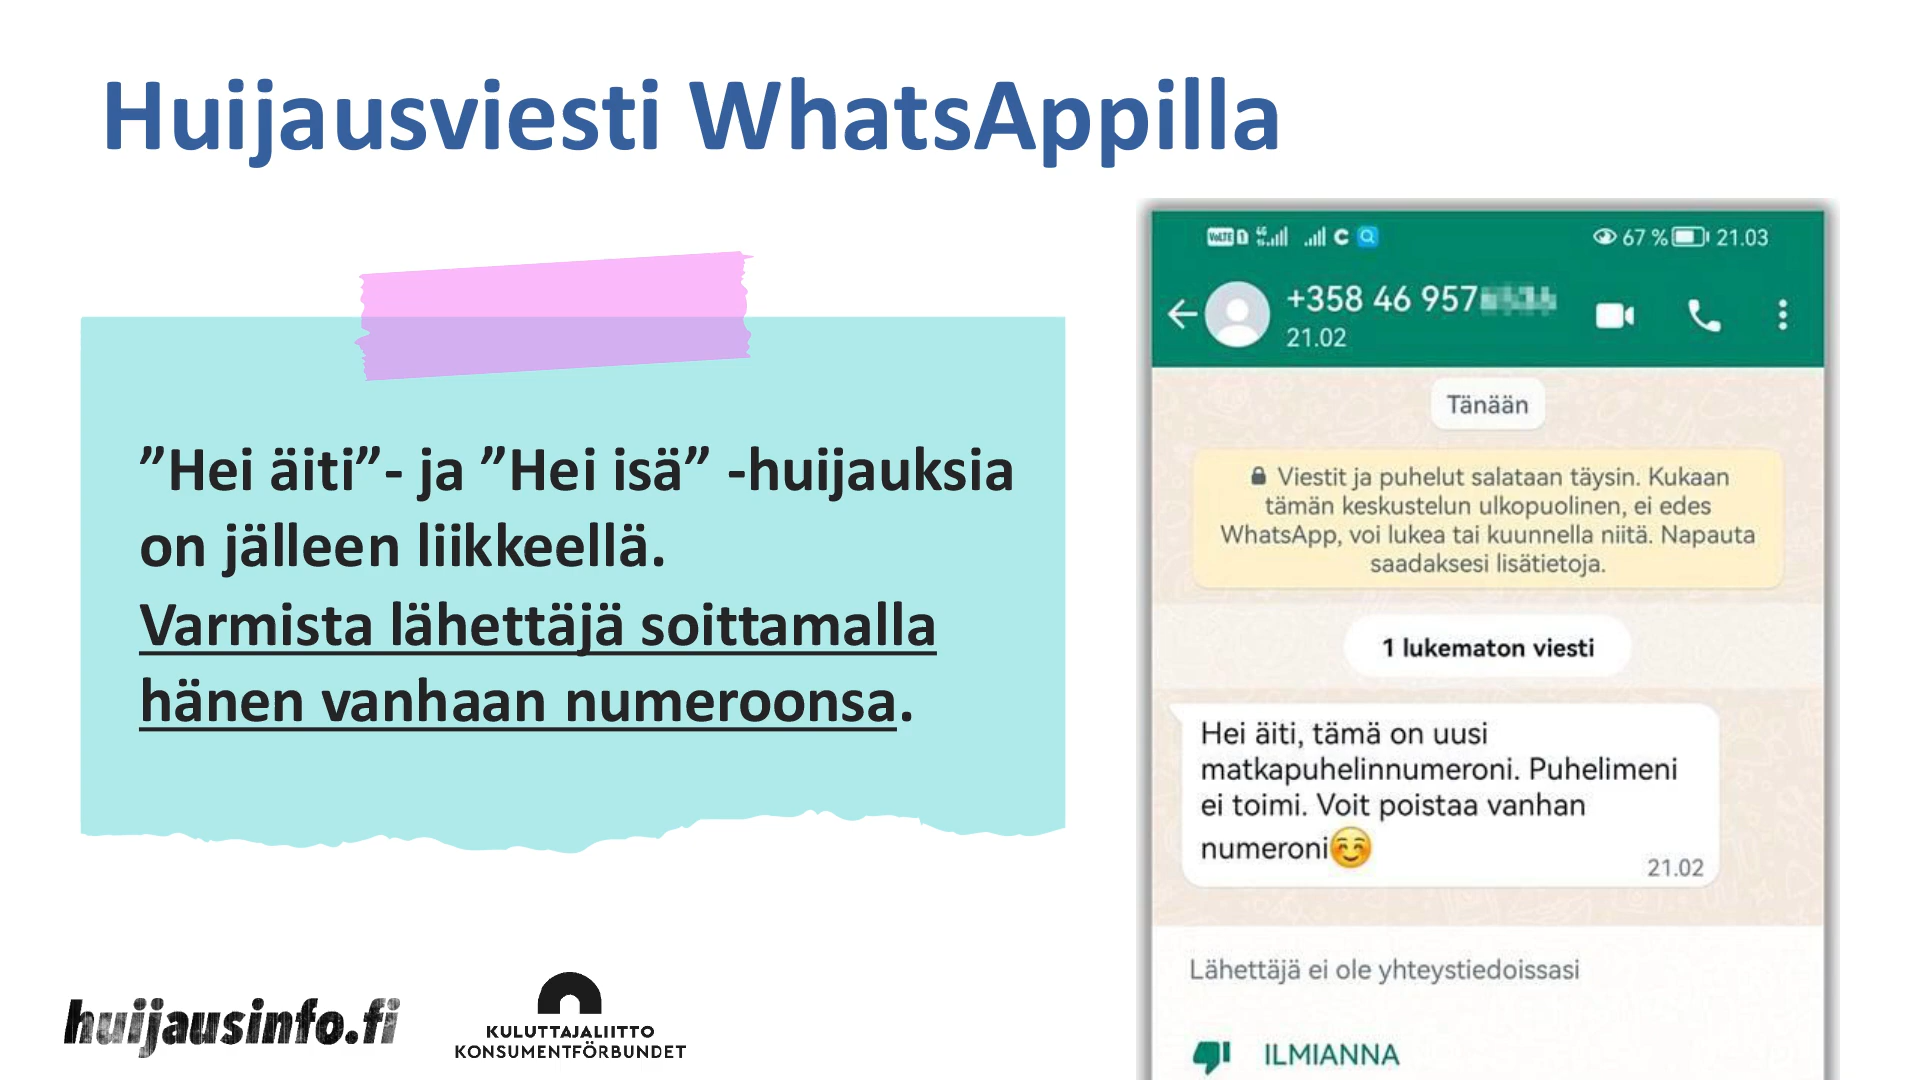 Huijausviesti WhatsAppilla
”Hei äiti”- ja ”Hei isä” -huijauksia
on jälleen liikkeellä.
Varmista lähettäjä soittamalla
hänen vanhaan numeroonsa.
huijausinfo.fi
KULUTTAJALIITTO
KONSUMENTFÖRBUNDET
67 % 21.03
+358 46 957
21.02
Tänään
Viestit ja puhelut salataan täysin. Kukaan
tämän keskustelun ulkopuolinen, ei edes
WhatsApp, voi lukea tai kuunnella niitä. Napauta
saadaksesi lisätietoja.
1 lukematon viesti
Hei äiti, tämä on uusi
matkapuhelinnumeroni. Puhelimeni
ei toimi. Voit poistaa vanhan
numeroni☺️
21.02
Lähettäjä ei ole yhteystiedoissasi
ILMIANNA